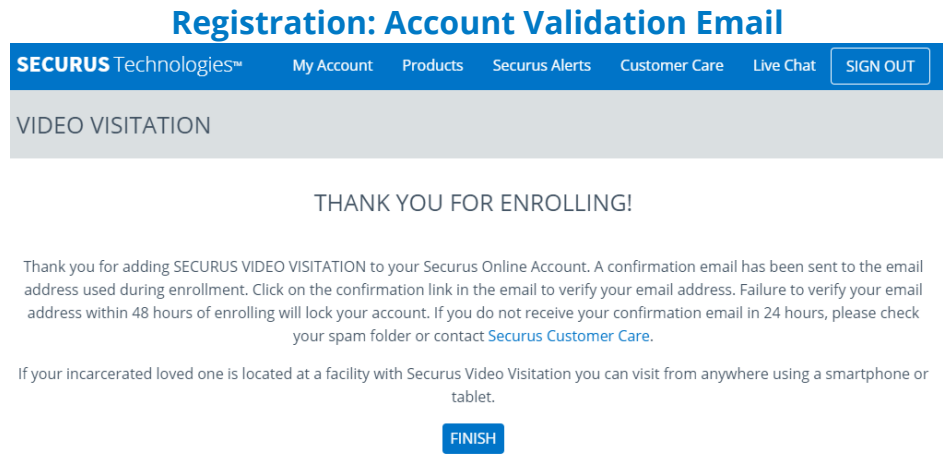 Registration: Account Validation Email
SECURUS Technologies™ My Account Products Securus Alerts Customer Care Live Chat SIGN OUT
VIDEO VISITATION
THANK YOU FOR ENROLLING!
Thank you for adding SECURUS VIDEO VISITATION to your Securus Online Account. A confirmation email has been sent to the email
address used during enrollment. Click on the confirmation link in the email to verify your email address. Failure to verify your email
address within 48 hours of enrolling will lock your account. If you do not receive your confirmation email in 24 hours, please check
your spam folder or contact Securus Customer Care.
If your incarcerated loved one is located at a facility with Securus Video Visitation you can visit from anywhere using a smartphone or
tablet.
FINISH